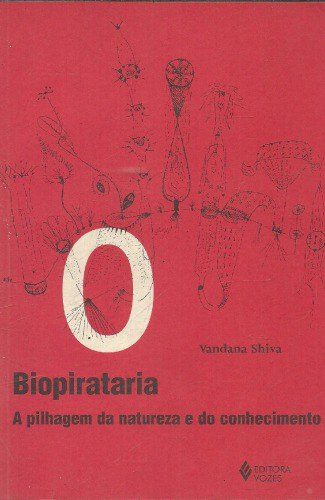 O
Vandana Shiva
Biopirataria
A pilhagem da natureza e do conhecimento
EDITORA
VOZES